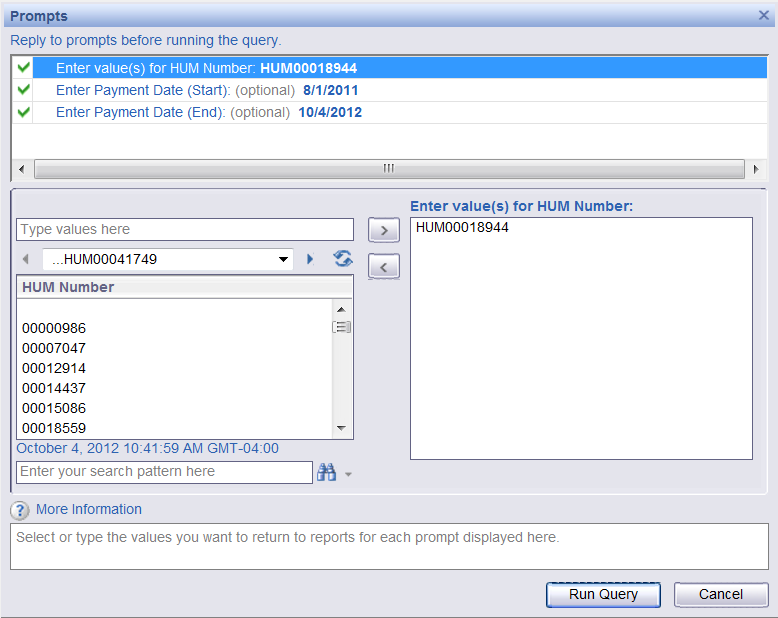 Prompts
Reply to prompts before running the query.
Enter value(s) for HUM Number: HUM00018944
Enter Payment Date (Start): (optional) 8/1/2011
Enter Payment Date (End): (optional) 10/4/2012
Enter value(s) for HUM Number:
Type values here
>
HUM00018944
...HUM00041749
<
HUM Number
00000986
00007047
00012914
00014437
00015086
00018559
October 4, 2012 10:41:59 AM GMT-04:00
Enter your search pattern here
? More Information
Select or type the values you want to return to reports for each prompt displayed here.
Run Query Cancel